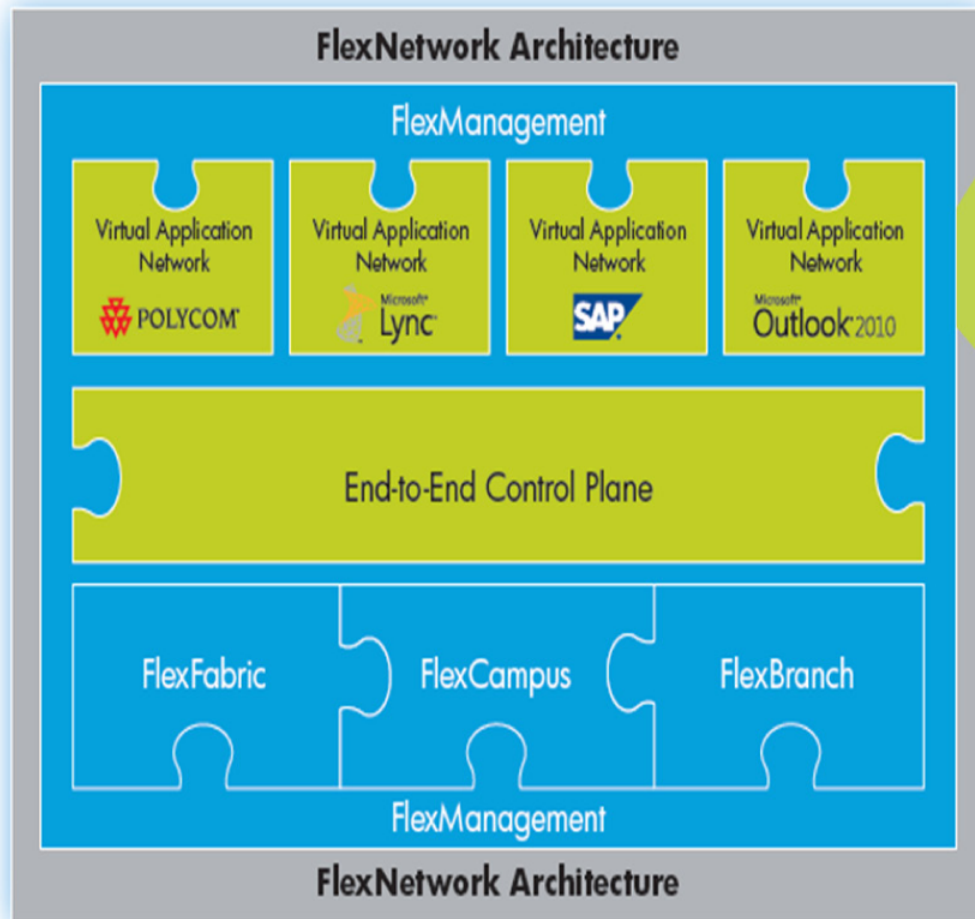 FlexNetwork Architecture
FlexManagement
Virtual Application
Network
POLYCOM
Virtual Application
Network
Microsoft
Lync
Virtual Application
Network
SAP
Virtual Application
Network
Microsoft
Outlook 2010
End-to-End Control Plane
FlexFabric
FlexCampus
FlexBranch
FlexManagement
FlexNetwork Architecture